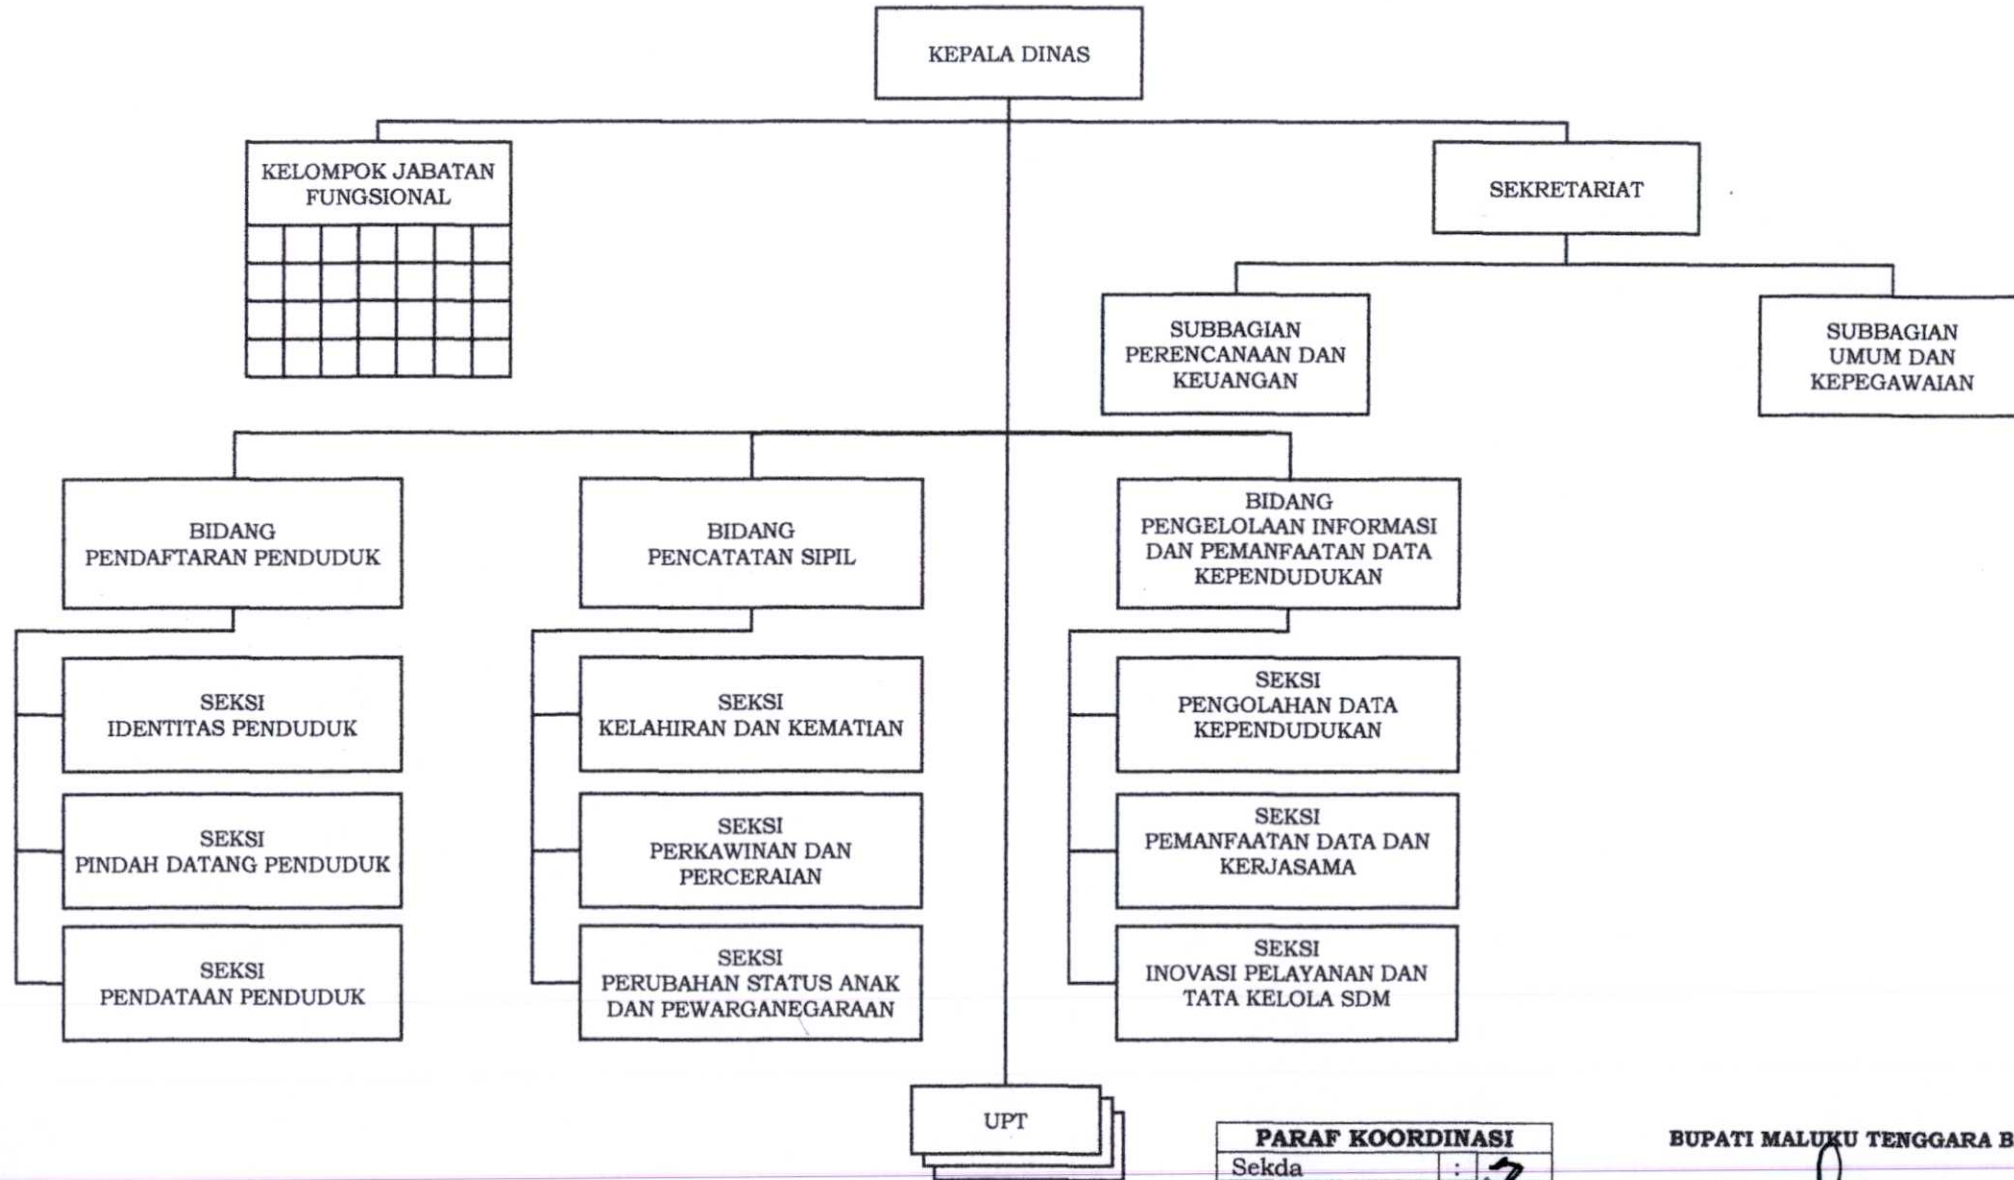 KEPALA DINAS
KELOMPOK JABATAN
FUNGSIONAL
SEKRETARIAT
SUBBAGIAN
PERENCANAAN DAN
KEUANGAN
SUBBAGIAN
UMUM DAN
KEPEGAWAIAN
BIDANG
PENDAFTARAN PENDUDUK
BIDANG
PENCATATAN SIPIL
BIDANG
PENGELOLAAN INFORMASI
DAN PEMANFAATAN DATA
KEPENDUDUKAN
SEKSI
IDENTITAS PENDUDUK
SEKSI
KELAHIRAN DAN KEMATIAN
SEKSI
PENGOLAHAN DATA
KEPENDUDUKAN
SEKSI
PINDAH DATANG PENDUDUK
SEKSI
PERKAWINAN DAN
PERCERAIAN
SEKSI
PEMANFAATAN DATA DAN
KERJASAMA
SEKSI
PENDATAAN PENDUDUK
SEKSI
PERUBAHAN STATUS ANAK
DAN PEWARGANEGARAAN
SEKSI
INOVASI PELAYANAN DAN
TATA KELOLA SDM
UPT
PARAF KOORDINASI
Sekda :
BUPATI MALUKU TENGGARA B